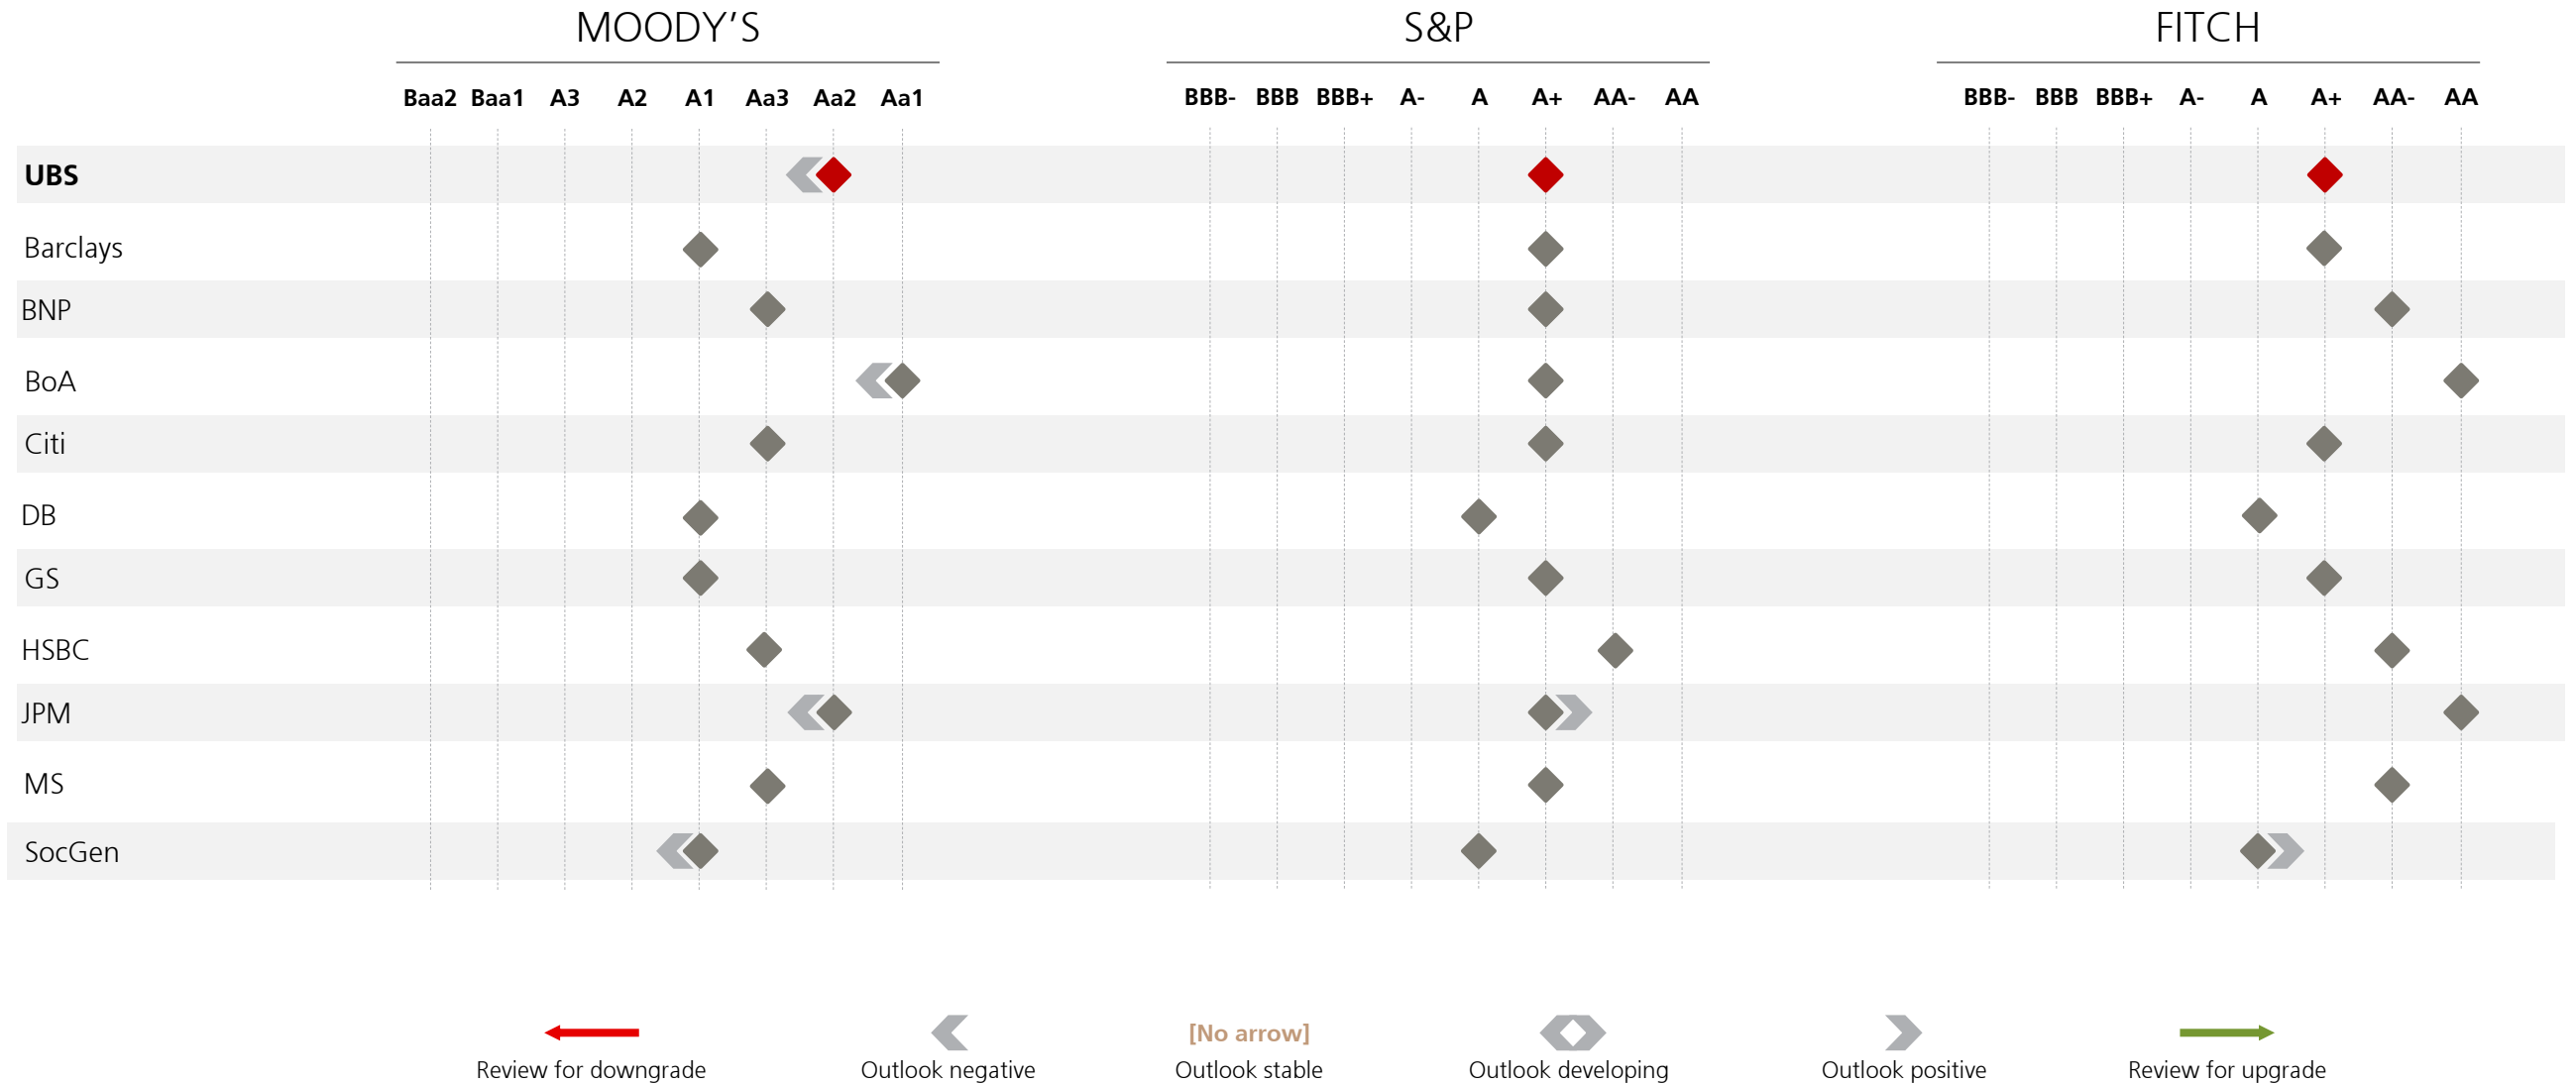 MOODY'S S&P FITCH
Baa2 Baa1 A3 A2 A1 Aa3 Aa2 Aa1 BBB- BBB BBB+ A- A A+ AA- AA BBB- BBB BBB+ A- A A+ AA- AA
UBS
Barclays
BNP
BoA
Citi
DB
GS
HSBC
JPM
MS
SocGen
[No arrow]
Review for downgrade Outlook negative Outlook stable Outlook developing Outlook positive Review for upgrade